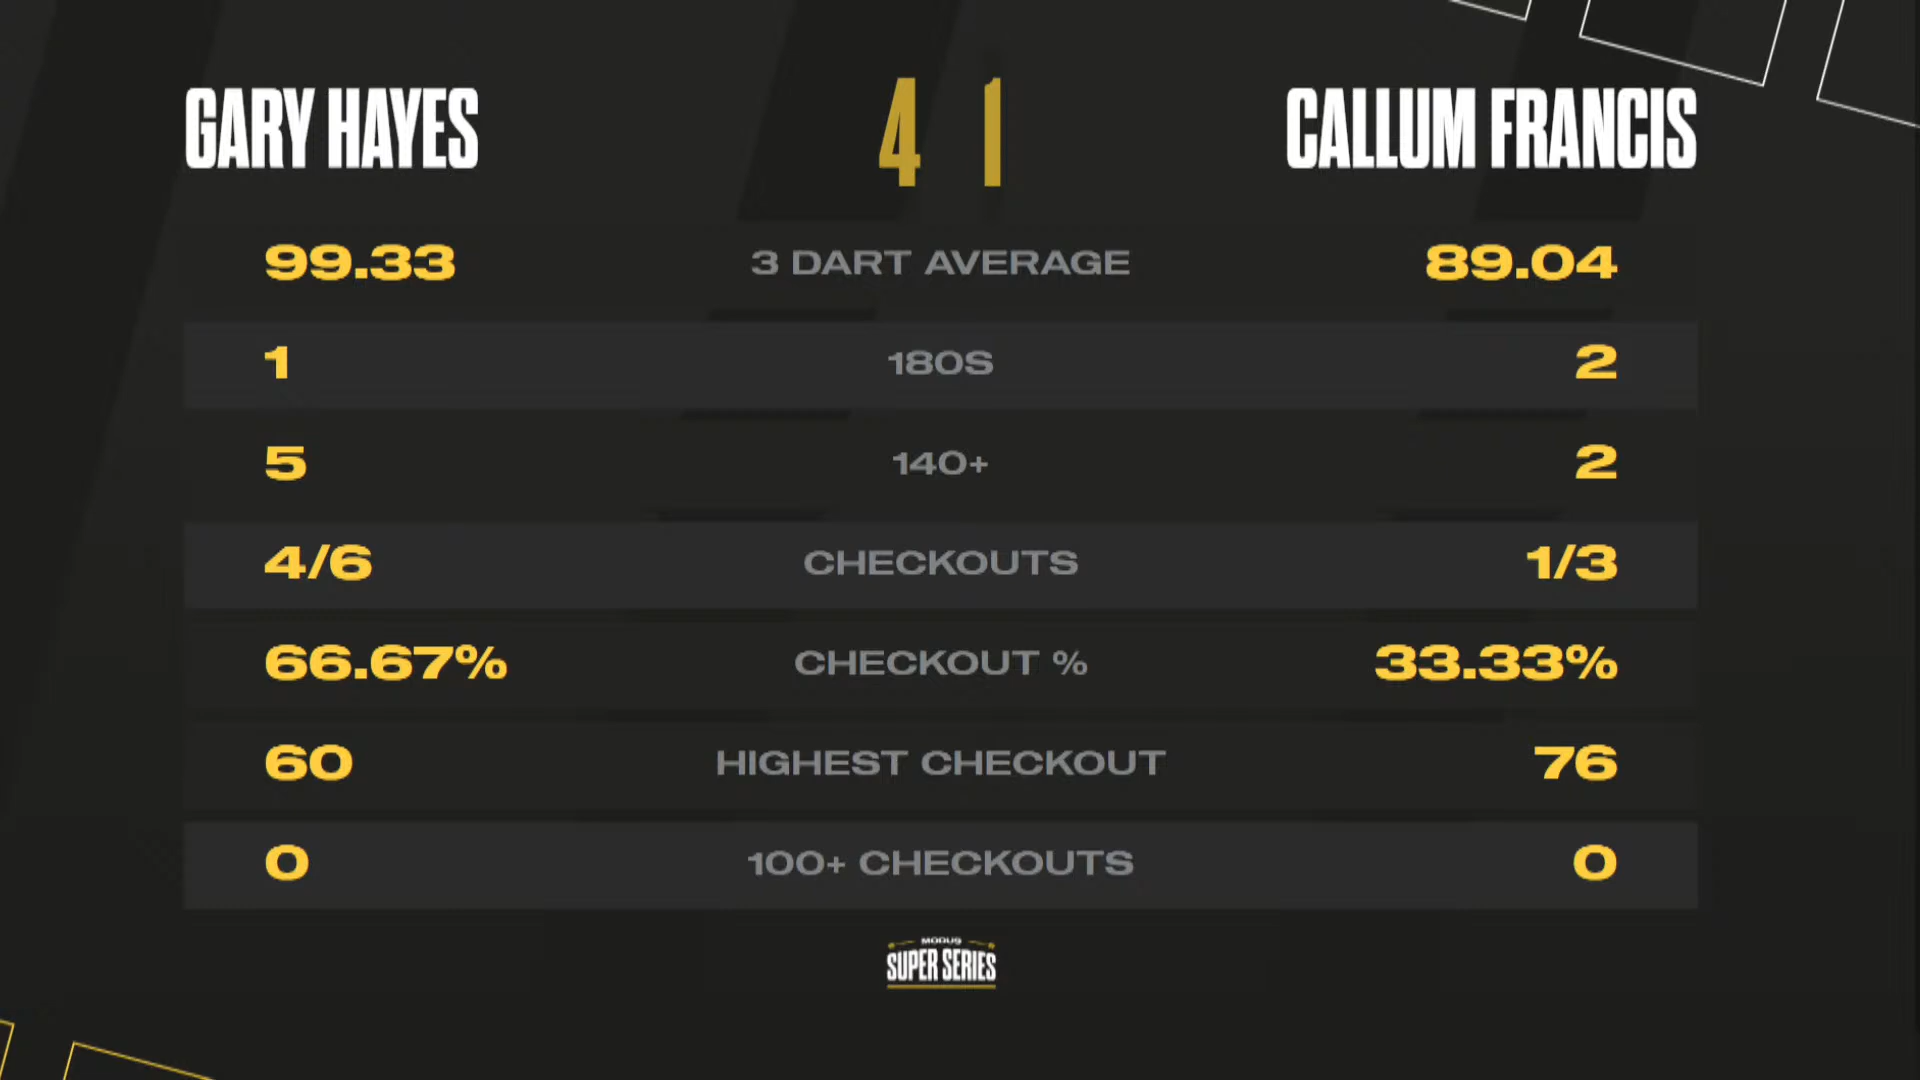 GARY HAYES 4 1 CALLUM FRANCIS
99.33 3 DART AVERAGE 89.04
1 180S 2
5 140+ 2
4/6 CHECKOUTS 1/3
66.67% CHECKOUT % 33.33%
60 HIGHEST CHECKOUT 76
0 100+ CHECKOUTS 0
MODUS
SUPER SERIES